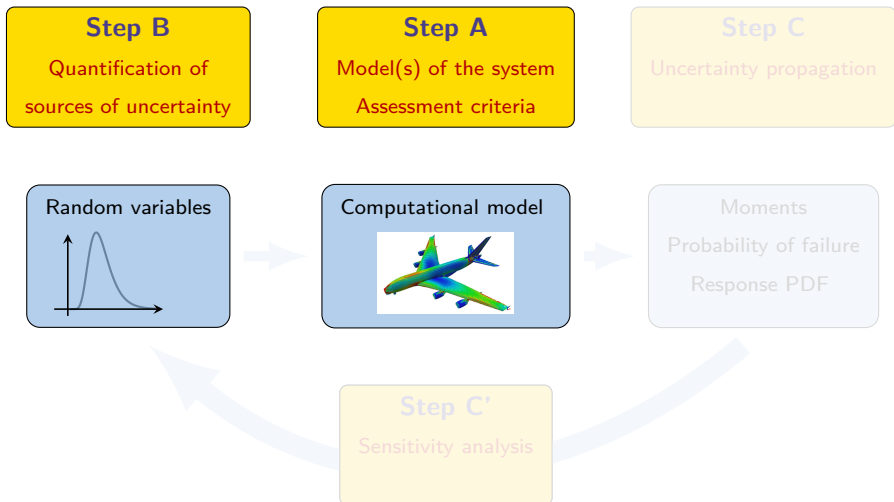 Step B
Quantification of
sources of uncertainty
Step A
Model(s) of the system
Assessment criteria
Step C
Uncertainty propagation
Random variables
Computational model
Moments
Probability of failure
Response PDF
Step C'
Sensitivity analysis